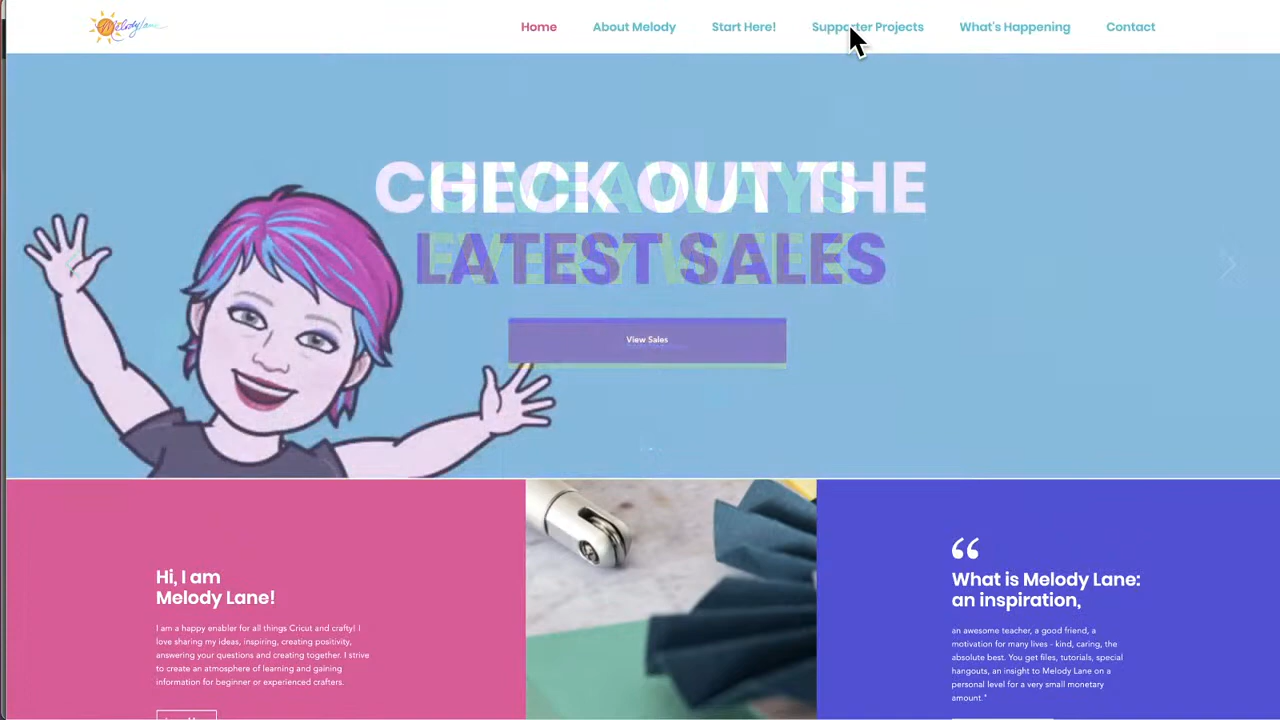 Melody Lane
Home About Melody Start Here! Supporter Projects What's Happening Contact
CHECK OUT THE
LATEST SALES
View Sales
Hi, I am
Melody Lane!
I am a happy enabler for all things Cricut and crafty! I
love sharing my ideas, inspiring, creating positivity,
answering your questions and creating together. I strive
to create an atmosphere of learning and gaining
information for beginner or experienced crafters.
“
What is Melody Lane:
an inspiration,
an awesome teacher, a good friend, a
motivation for many lives - kind, caring, the
absolute best. You get files, tutorials, special
hangouts, an insight to Melody Lane on a
personal level for a very small monetary
amount."